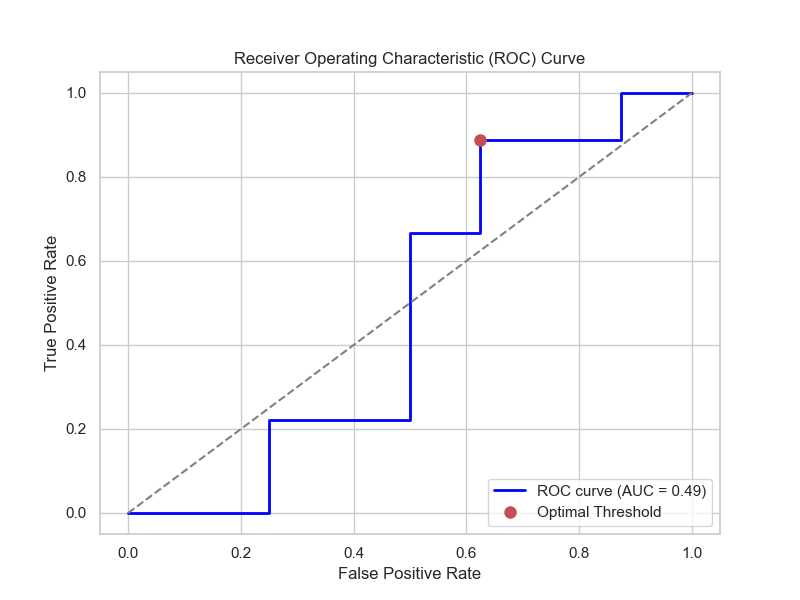 Receiver Operating Characteristic (ROC) Curve
True Positive Rate
1.0
0.8
0.6
0.4
0.2
0.0
ROC curve (AUC = 0.49)
Optimal Threshold
0.0 0.2 0.4 0.6 0.8 1.0
False Positive Rate